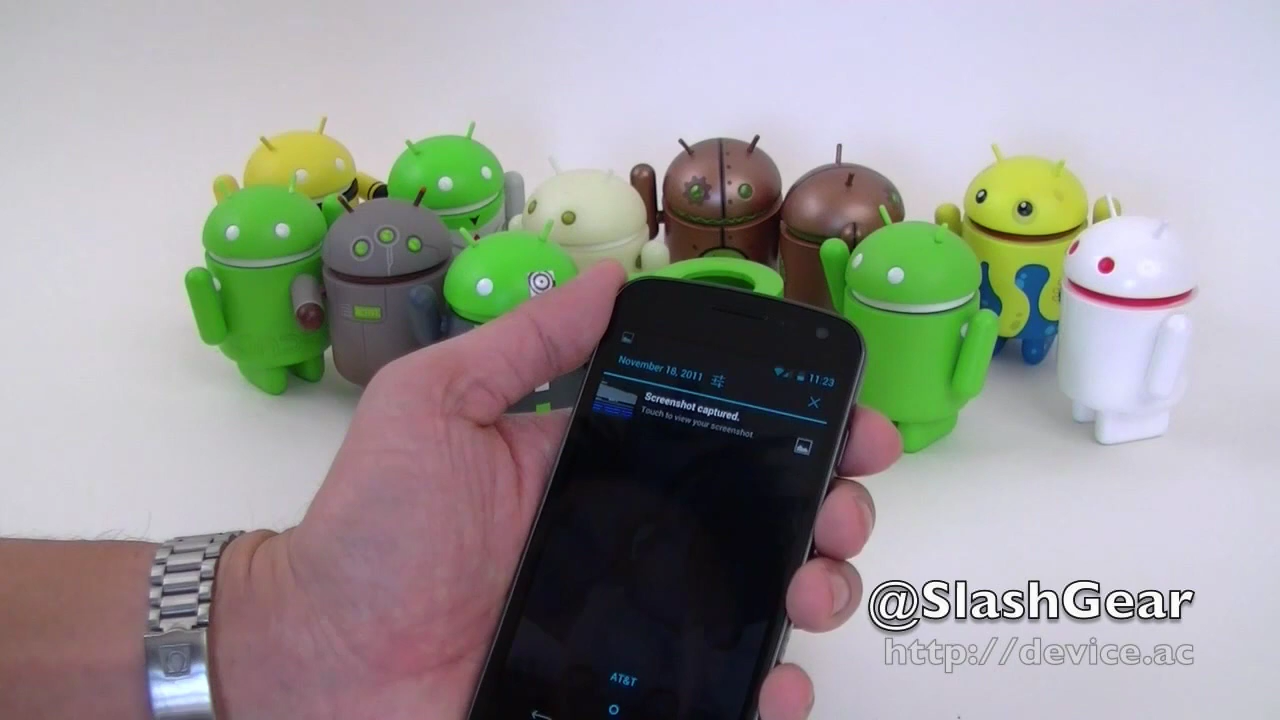 November 18, 2011
11:23
Screenshot captured.
Touch to view your screenshot
AT&T
@SlashGear
http://device.ac